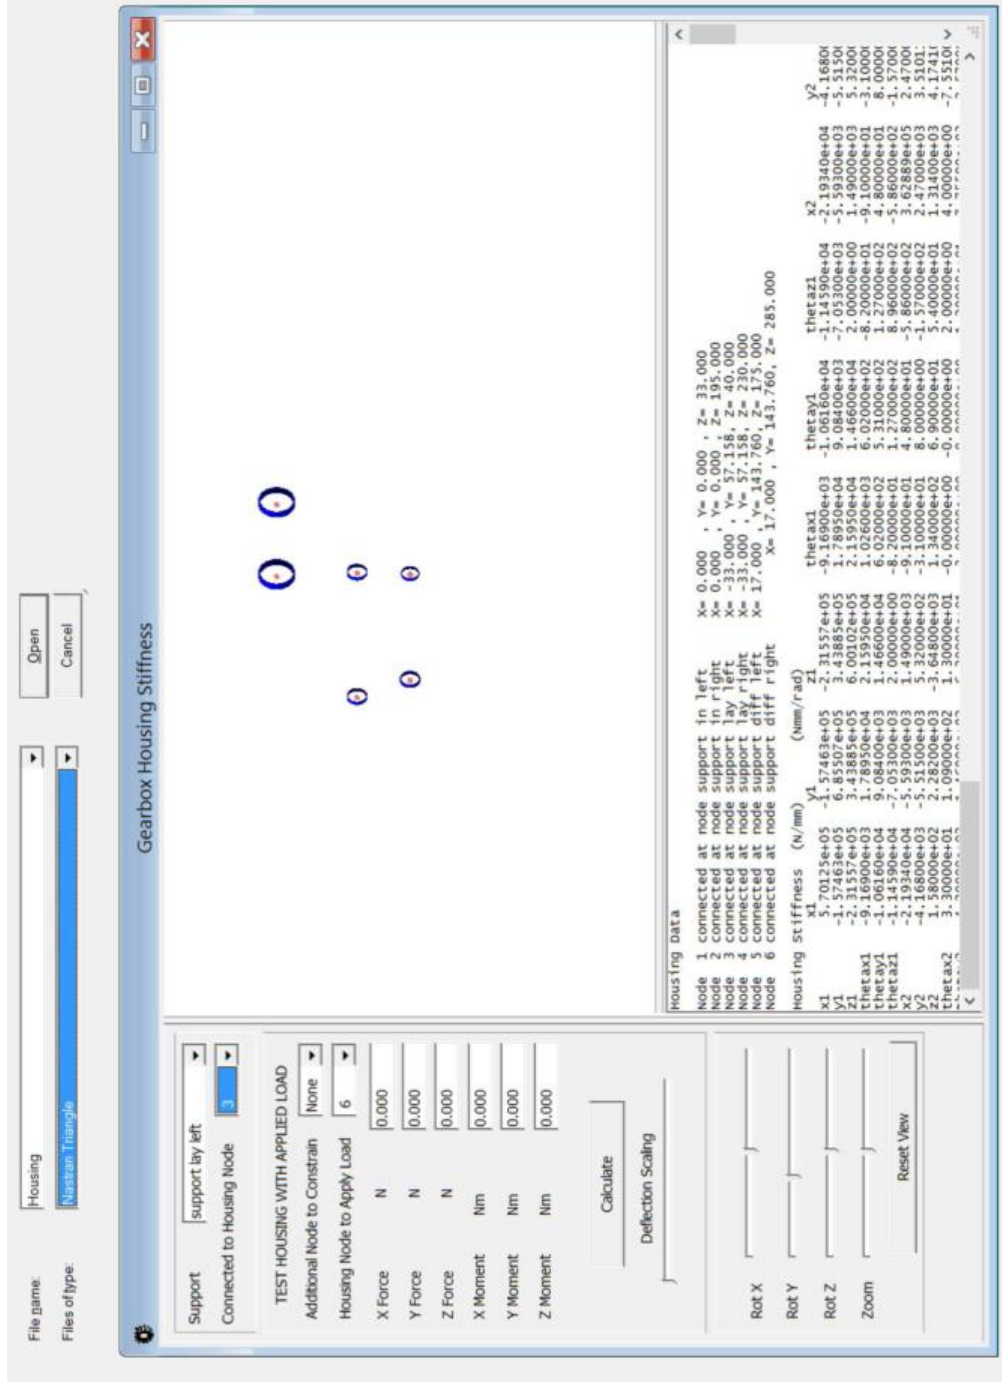 File name: Housing Open
Files of type: Nastran Triangle Cancel
Gearbox Housing Stiffness
Support support lay left
Connected to Housing Node 3
TEST HOUSING WITH APPLIED LOAD
Additional Node to Constrain None
Housing Node to Apply Load 6
X Force N 0.000
Y Force N 0.000
Z Force N 0.000
X Moment Nm 0.000
Y Moment Nm 0.000
Z Moment Nm 0.000
Calculate
Deflection Scaling
Rot X
Rot Y
Rot Z
Zoom
Reset View
Housing Data
Node 1 connected at node support in left X= 0.000 , Y= 0.000 , Z= 33.000
Node 2 connected at node support in right X= 0.000 , Y= 0.000 , Z= 195.000
Node 3 connected at node support lay left X= -33.000 , Y= 57.158, Z= 40.000
Node 4 connected at node support lay right X= -33.000 , Y= 57.158, Z= 230.000
Node 5 connected at node support diff left X= 17.000 , Y= 143.760, Z= 175.000
Node 6 connected at node support diff right X= 17.000 , Y= 143.760, Z= 285.000
Housing Stiffness (N/mm) (Nmm/rad)
x1 y1 z1 thetax1 thetay1 thetaz1 x2 y2
x1 5.70125e+05 -1.57463e+05 -2.31557e+05 -9.16900e+03 -1.06160e+04 -1.14590e+04 -2.19340e+04 -4.16800
y1 -1.57463e+05 6.85507e+05 3.43885e+05 1.78950e+04 9.08400e+03 -7.05300e+03 -5.59300e+03 -5.51500
z1 -2.31557e+05 3.43885e+05 6.00102e+05 2.15950e+04 1.46600e+04 2.00000e+00 1.49000e+03 5.32000
thetax1 -9.16900e+03 1.78950e+04 2.15950e+04 1.02600e+03 6.02000e+02 -8.20000e+01 -9.10000e+01 -3.10000
thetay1 -1.06160e+04 9.08400e+03 1.46600e+04 6.02000e+02 5.31000e+02 1.27000e+02 4.80000e+01 8.00000
thetaz1 -1.14590e+04 -7.05300e+03 2.00000e+00 -8.20000e+01 1.27000e+02 8.96000e+02 -5.86000e+02 -1.57000
x2 -2.19340e+04 -5.59300e+03 1.49000e+03 -9.10000e+01 4.80000e+01 -5.86000e+02 3.62889e+05 2.47000
y2 -4.16800e+03 -5.51500e+03 5.32000e+02 -3.10000e+01 8.00000e+00 -1.57000e+02 2.47000e+03 3.5101
z2 1.58000e+02 2.28200e+03 -3.64800e+03 1.34000e+02 6.90000e+01 5.40000e+01 1.31400e+03 4.1741
thetax2 3.30000e+01 1.09000e+02 1.30000e+01 -0.00000e+00 -0.00000e+00 2.00000e+00 4.00000e+00 -7.5510